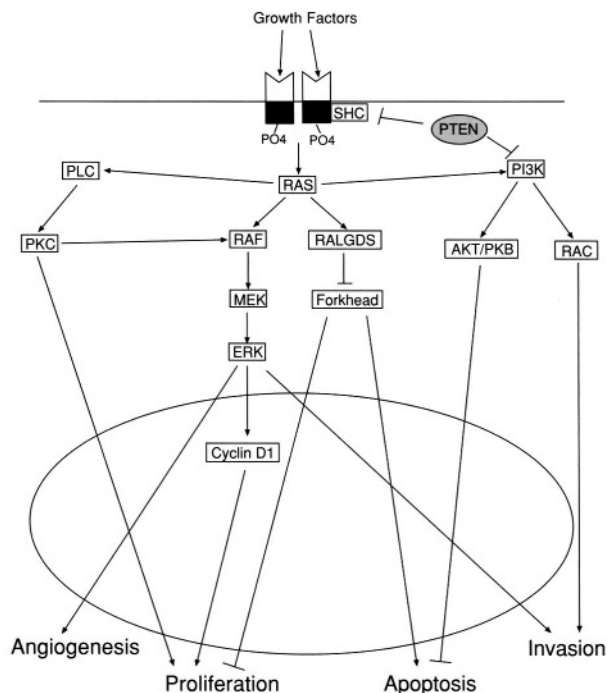 Growth Factors
SHC
PTEN
PO4
PO4
PLC
RAS
PI3K
PKC
RAF
RALGDS
AKT/PKB
RAC
MEK
Forkhead
ERK
Cyclin D1
Angiogenesis
Invasion
Proliferation
Apoptosis